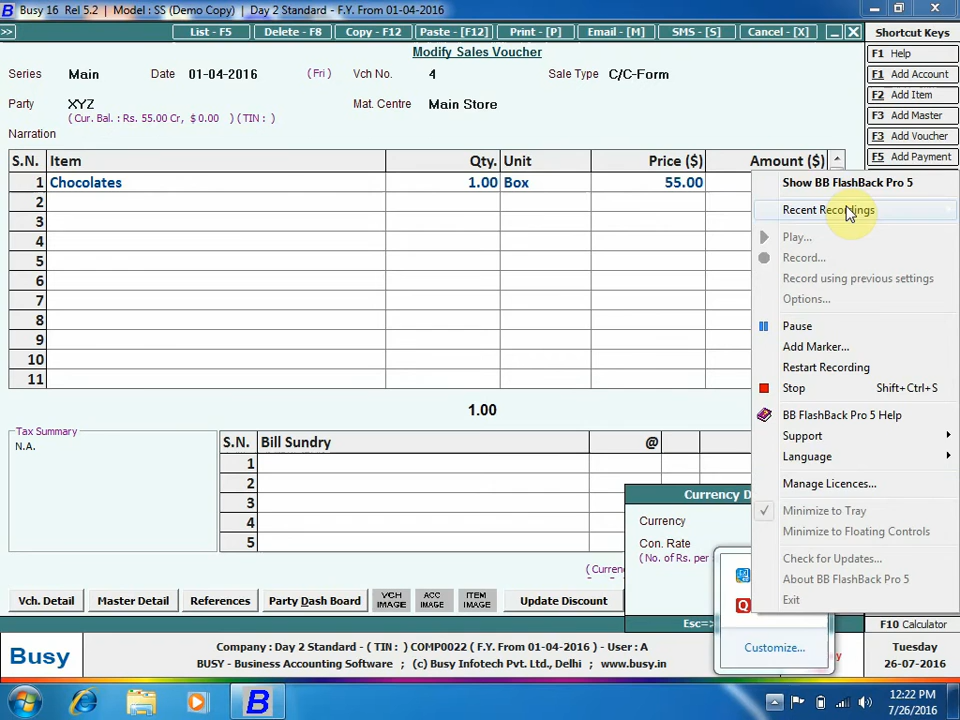 Busy 16 Rel 5.2 | Model : SS (Demo Copy) | Day 2 Standard - F.Y. From 01-04-2016
>> List - F5 Delete - F8 Copy - F12 Paste - [F12] Print - [P] Email - [M] SMS - [S] Cancel - [X]
Shortcut Keys
Modify Sales Voucher
F1 Help
Series Main Date 01-04-2016 (Fri) Vch No. 4 Sale Type C/C-Form
F1 Add Account
F2 Add Item
Party XYZ Mat. Centre Main Store
(Cur. Bal. : Rs. 55.00 Cr, $ 0.00 ) (TIN : )
F3 Add Master
Narration
F3 Add Voucher
F5 Add Payment
S.N. Item Qty. Unit Price ($) Amount ($)
1 Chocolates 1.00 Box 55.00
2
3
4
5
6
7
8
9
10
11
1.00
Show BB FlashBack Pro 5
Recent Recordings
Play...
Record...
Record using previous settings
Options...
Pause
Add Marker...
Restart Recording
Stop Shift+Ctrl+S
BB FlashBack Pro 5 Help
Support
Language
Manage Licences...
Minimize to Tray
Minimize to Floating Controls
Check for Updates...
About BB FlashBack Pro 5
Exit
Tax Summary
N.A.
S.N. Bill Sundry @
1
2
3
4
5
Currency D
Currency
Con. Rate
(No. of Rs. per
(Curren
Esc=>
Customize...
Vch. Detail Master Detail References Party Dash Board VCH IMAGE ACC IMAGE ITEM IMAGE Update Discount
F10 Calculator
Busy
Company : Day 2 Standard - ( TIN : ) COMP0022 ( F.Y. From 01-04-2016 ) - User : A
BUSY - Business Accounting Software ; (c) Busy Infotech Pvt. Ltd., Delhi ; www.busy.in
Tuesday
26-07-2016
12:22 PM
7/26/2016